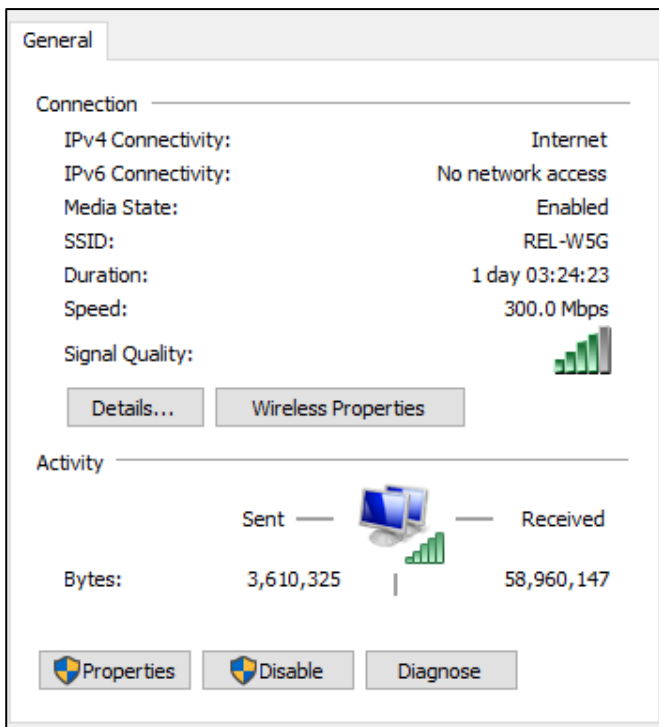 General
Connection
IPv4 Connectivity: Internet
IPv6 Connectivity: No network access
Media State: Enabled
SSID: REL-W5G
Duration: 1 day 03:24:23
Speed: 300.0 Mbps
Signal Quality:
Details... Wireless Properties
Activity
Sent Received
Bytes: 3,610,325 58,960,147
Properties Disable Diagnose